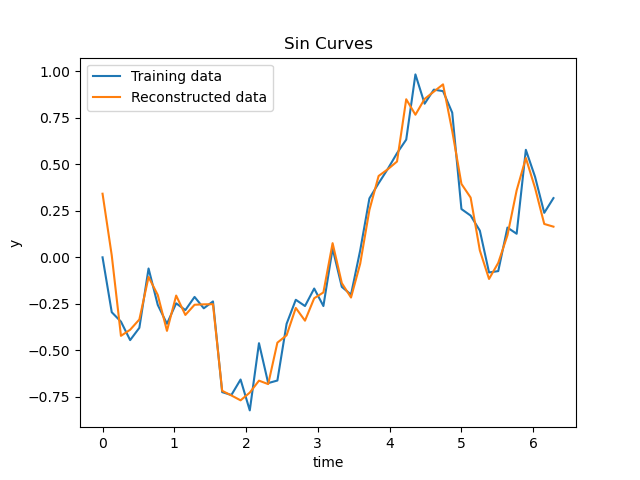 Sin Curves
Training data
Reconstructed data
1.00
0.75
0.50
0.25
0.00
−0.25
−0.50
−0.75
y
0 1 2 3 4 5 6
time